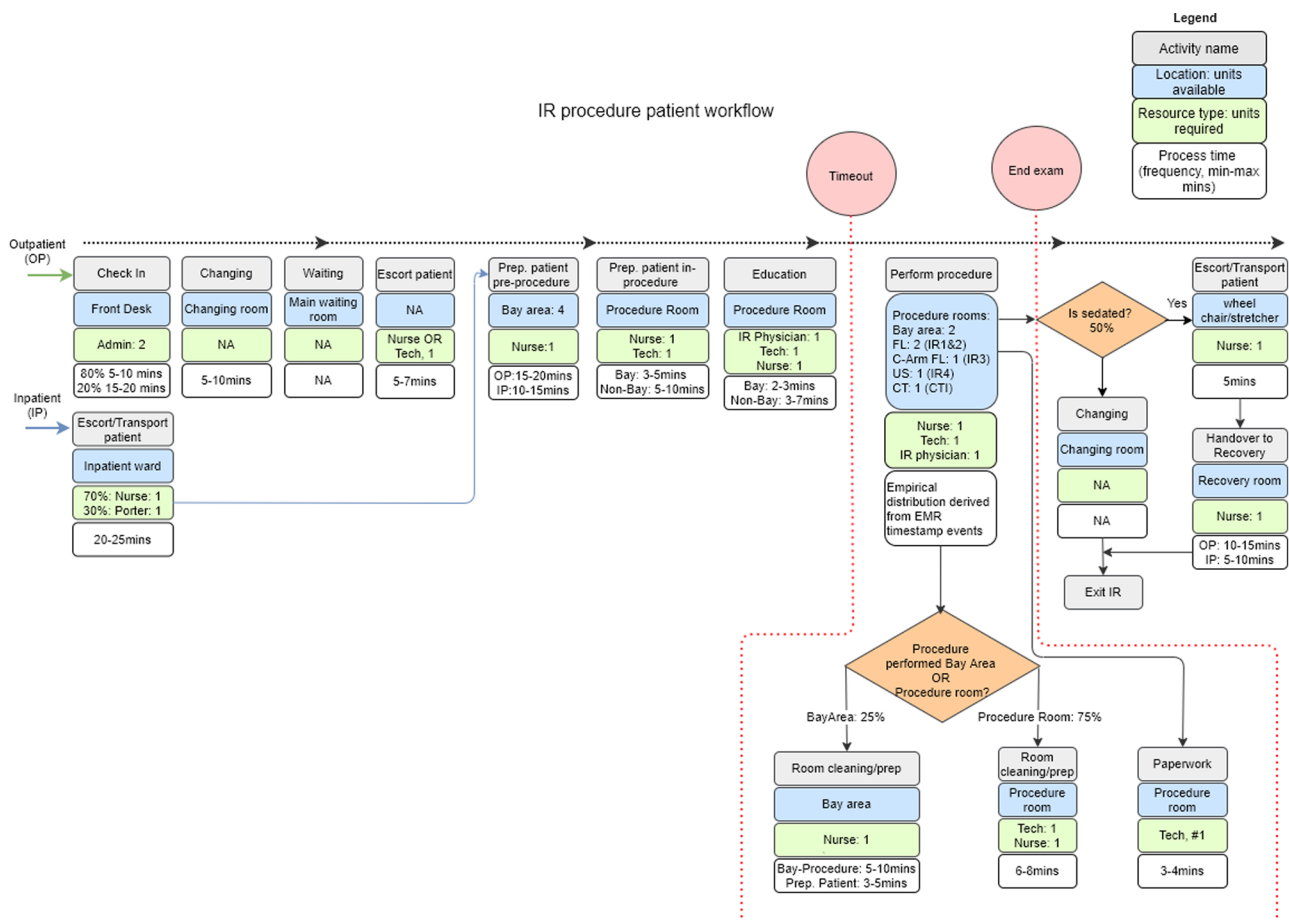 Legend
Activity name
Location: units
available
Resource type: units
required
Process time
(frequency, min-max
mins)
IR procedure patient workflow
Timeout
End exam
Outpatient
(OP)
Check In
Front Desk
Admin: 2
80% 5-10 mins
20% 15-20 mins
Changing
Changing room
NA
5-10mins
Waiting
Main waiting
room
NA
NA
Escort patient
NA
Nurse OR
Tech, 1
5-7mins
Prep. patient
pre-procedure
Bay area: 4
Nurse:1
OP:15-20mins
IP:10-15mins
Prep. patient in-
procedure
Procedure Room
Nurse: 1
Tech: 1
Bay: 3-5mins
Non-Bay: 5-10mins
Education
Procedure Room
IR Physician: 1
Tech: 1
Nurse: 1
Bay: 2-3mins
Non-Bay: 3-7mins
Perform procedure
Procedure rooms:
Bay area: 2
FL: 2 (IR1&2)
C-Arm FL: 1 (IR3)
US: 1 (IR4)
CT: 1 (CTI)
Nurse: 1
Tech: 1
IR physician: 1
Empirical
distribution derived
from EMR
timestamp events
Is sedated?
50%
Yes
Escort/Transport
patient
wheel
chair/stretcher
Nurse: 1
5mins
Inpatient
(IP)
Escort/Transport
patient
Inpatient ward
70%: Nurse: 1
30%: Porter: 1
20-25mins
Changing
Changing room
NA
NA
Handover to
Recovery
Recovery room
Nurse: 1
OP: 10-15mins
IP: 5-10mins
Exit IR
Procedure
performed Bay Area
OR
Procedure room?
BayArea: 25%
Procedure Room: 75%
Room cleaning/prep
Bay area
Nurse: 1
Bay-Procedure: 5-10mins
Prep. Patient: 3-5mins
Room
cleaning/prep
Procedure
room
Tech: 1
Nurse: 1
6-8mins
Paperwork
Procedure
room
Tech, #1
3-4mins